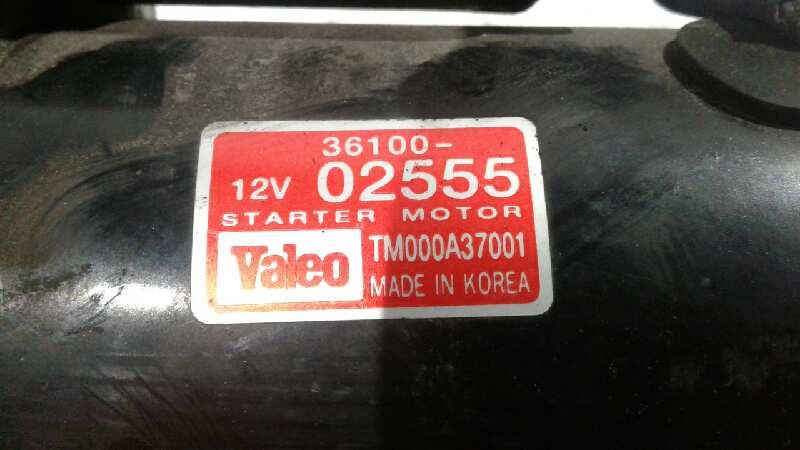 36100-
12V 02555
STARTER MOTOR
Valeo TM000A37001
MADE IN KOREA